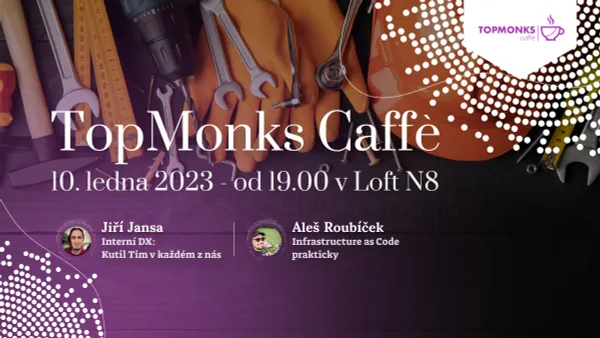 TOPMONKS
caffè
TopMonks Caffè
10. ledna 2023 - od 19.00 v Loft N8
Jiří Jansa
Interní DX:
Kutil Tim v každém z nás
Aleš Roubíček
Infrastructure as Code
prakticky